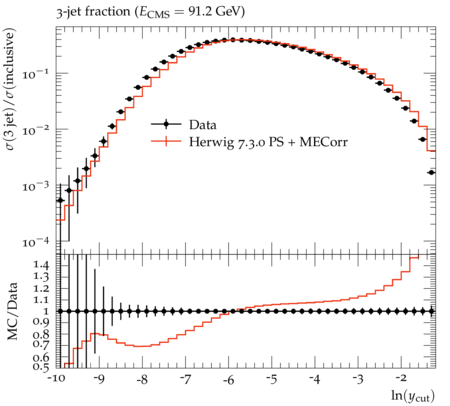 3-jet fraction (E_CMS = 91.2 GeV)
σ(3 jet)/σ(inclusive)
10⁻¹
10⁻²
10⁻³
10⁻⁴
Data
Herwig 7.3.0 PS + MECorr
MC/Data
1.4
1.3
1.2
1.1
1
0.9
0.8
0.7
0.6
0.5
-10 -9 -8 -7 -6 -5 -4 -3 -2
ln(y_cut)